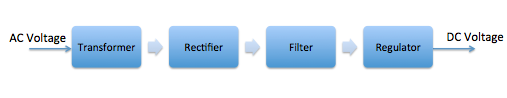 AC Voltage
Transformer
Rectifier
Filter
Regulator
DC Voltage